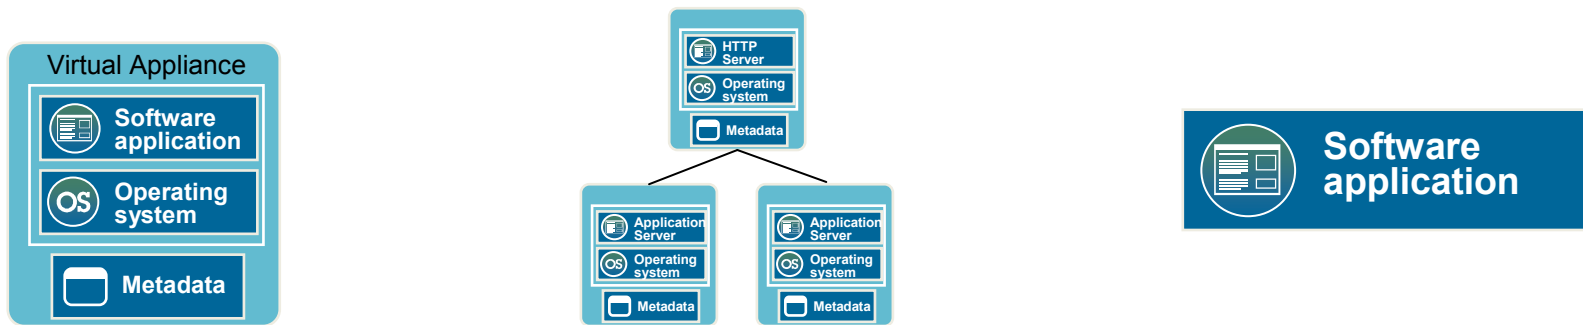 Virtual Appliance
Software
application
OS
Operating
system
Metadata
HTTP
Server
OS
Operating
system
Metadata
Application
Server
OS
Operating
system
Metadata
Application
Server
OS
Operating
system
Metadata
Software
application